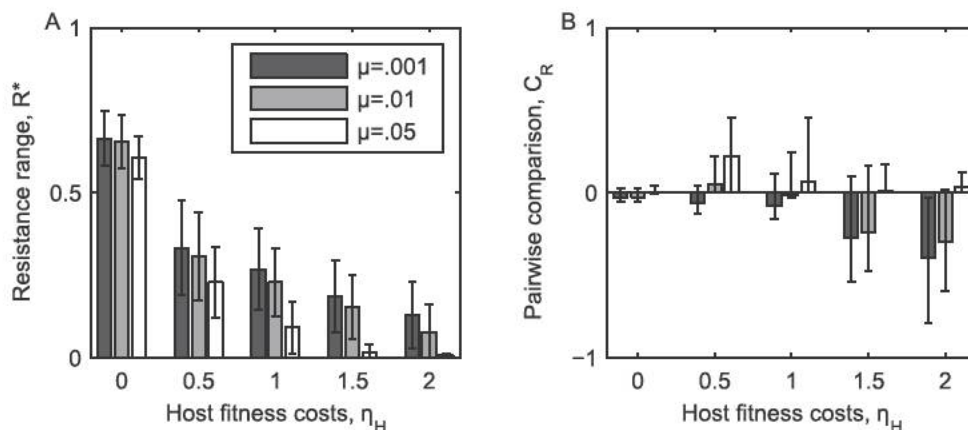 A
1
0.5
0
Resistance range, R*
μ=.001
μ=.01
μ=.05
0 0.5 1 1.5 2
Host fitness costs, η_H
B
1
0
−1
Pairwise comparison, C_R
0 0.5 1 1.5 2
Host fitness costs, η_H